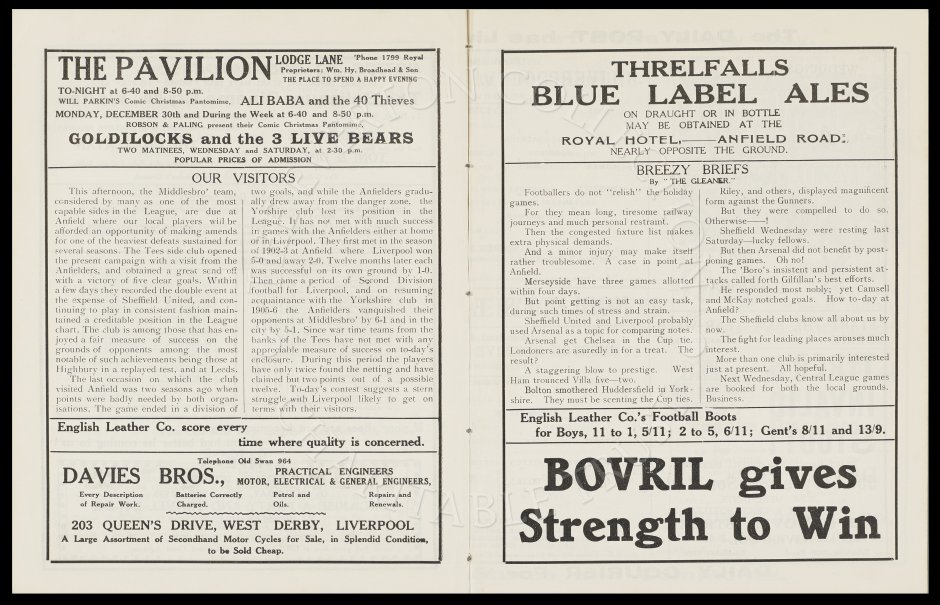 THE PAVILION LODGE LANE 'Phone 1799 Royal
Proprietors: Wm. Hy. Broadhead & Son
THE PLACE TO SPEND A HAPPY EVENING
TO-NIGHT at 6-40 and 8-50 p.m.
WILL PARKIN'S Comic Christmas Pantomime, ALI BABA and the 40 Thieves
MONDAY, DECEMBER 30th and During the Week at 6-40 and 8-50 p.m.
ROBSON & PALING present their Comic Christmas Pantomime,
GOLDILOCKS and the 3 LIVE BEARS
TWO MATINEES, WEDNESDAY and SATURDAY, at 2-30 p.m.
POPULAR PRICES OF ADMISSION
OUR VISITORS
This afternoon, the Middlesbro' team,
considered by many as one of the most
capable sides in the League, are due at
Anfield where our local players will be
afforded an opportunity of making amends
for one of the heaviest defeats sustained for
several seasons. The Tees side club opened
the present campaign with a visit from the
Anfielders, and obtained a great send off
with a victory of five clear goals. Within
a few days they recorded the double event at
the expense of Sheffield United, and con-
tinuing to play in consistent fashion main-
tained a creditable position in the League
chart. The club is among those that has en-
joyed a fair measure of success on the
grounds of opponents among the most
notable of such achievements being those at
Highbury in a replayed test, and at Leeds.
The last occasion on which the club
visited Anfield was two seasons ago when
points were badly needed by both organ-
isations. The game ended in a division of
two goals, and while the Anfielders gradu-
ally drew away from the danger zone, the
Yorshire club lost its position in the
League. It has not met with much success
in games with the Anfielders either at home
or in Liverpool. They first met in the season
of 1902-3 at Anfield where Liverpool won
5-0 and away 2-0. Twelve months later each
was successful on its own ground by 1-0.
Then came a period of Second Division
football for Liverpool, and on resuming
acquaintance with the Yorkshire club in
1905-6 the Anfielders vanquished their
opponents at Middlesbro' by 6-1 and in the
city by 5-1. Since war time teams from the
banks of the Tees have not met with any
appreciable measure of success on to-day's
enclosure. During this period the players
have only twice found the netting and have
claimed but two points out of a possible
twelve. To-day's contest suggests a stern
struggle with Liverpool likely to get on
terms with their visitors.
English Leather Co. score every
time where quality is concerned.
Telephone Old Swan 964
DAVIES BROS., PRACTICAL ENGINEERS
MOTOR, ELECTRICAL & GENERAL ENGINEERS,
Every Description Batteries Correctly Petrol and Repairs and
of Repair Work. Charged. Oils. Renewals.
203 QUEEN'S DRIVE, WEST DERBY, LIVERPOOL
A Large Assortment of Secondhand Motor Cycles for Sale, in Splendid Condition,
to be Sold Cheap.
THRELFALLS
BLUE LABEL ALES
ON DRAUGHT OR IN BOTTLE
MAY BE OBTAINED AT THE
ROYAL HOTEL,——ANFIELD ROAD
NEARLY OPPOSITE THE GROUND.
BREEZY BRIEFS
By "THE GLEANER."
Footballers do not "relish" the holiday
games.
For they mean long, tiresome railway
journeys and much personal restraint.
Then the congested fixture list makes
extra physical demands.
And a minor injury may make itself
rather troublesome. A case in point at
Anfield.
Merseyside have three games allotted
within four days.
But point getting is not an easy task,
during such times of stress and strain.
Sheffield United and Liverpool probably
used Arsenal as a topic for comparing notes.
Arsenal get Chelsea in the Cup tie.
Londoners are asuredly in for a treat. The
result?
A staggering blow to prestige. West
Ham trounced Villa five—two.
Bolton smothered Huddersfield in York-
shire. They must be scenting the Cup ties.
Riley, and others, displayed magnificent
form against the Gunners.
But they were compelled to do so.
Otherwise——!
Sheffield Wednesday were resting last
Saturday—lucky fellows.
But then Arsenal did not benefit by post-
poning games. Oh no!
The 'Boro's insistent and persistent at-
tacks called forth Gilfillan's best efforts.
He responded most nobly; yet Camsell
and McKay notched goals. How to-day at
Anfield?
The Sheffield clubs know all about us by
now.
The fight for leading places arouses much
interest.
More than one club is primarily interested
just at present. All hopeful.
Next Wednesday, Central League games
are booked for both the local grounds.
Business.
English Leather Co.'s Football Boots
for Boys, 11 to 1, 5/11; 2 to 5, 6/11; Gent's 8/11 and 13/9.
BOVRIL gives
Strength to Win